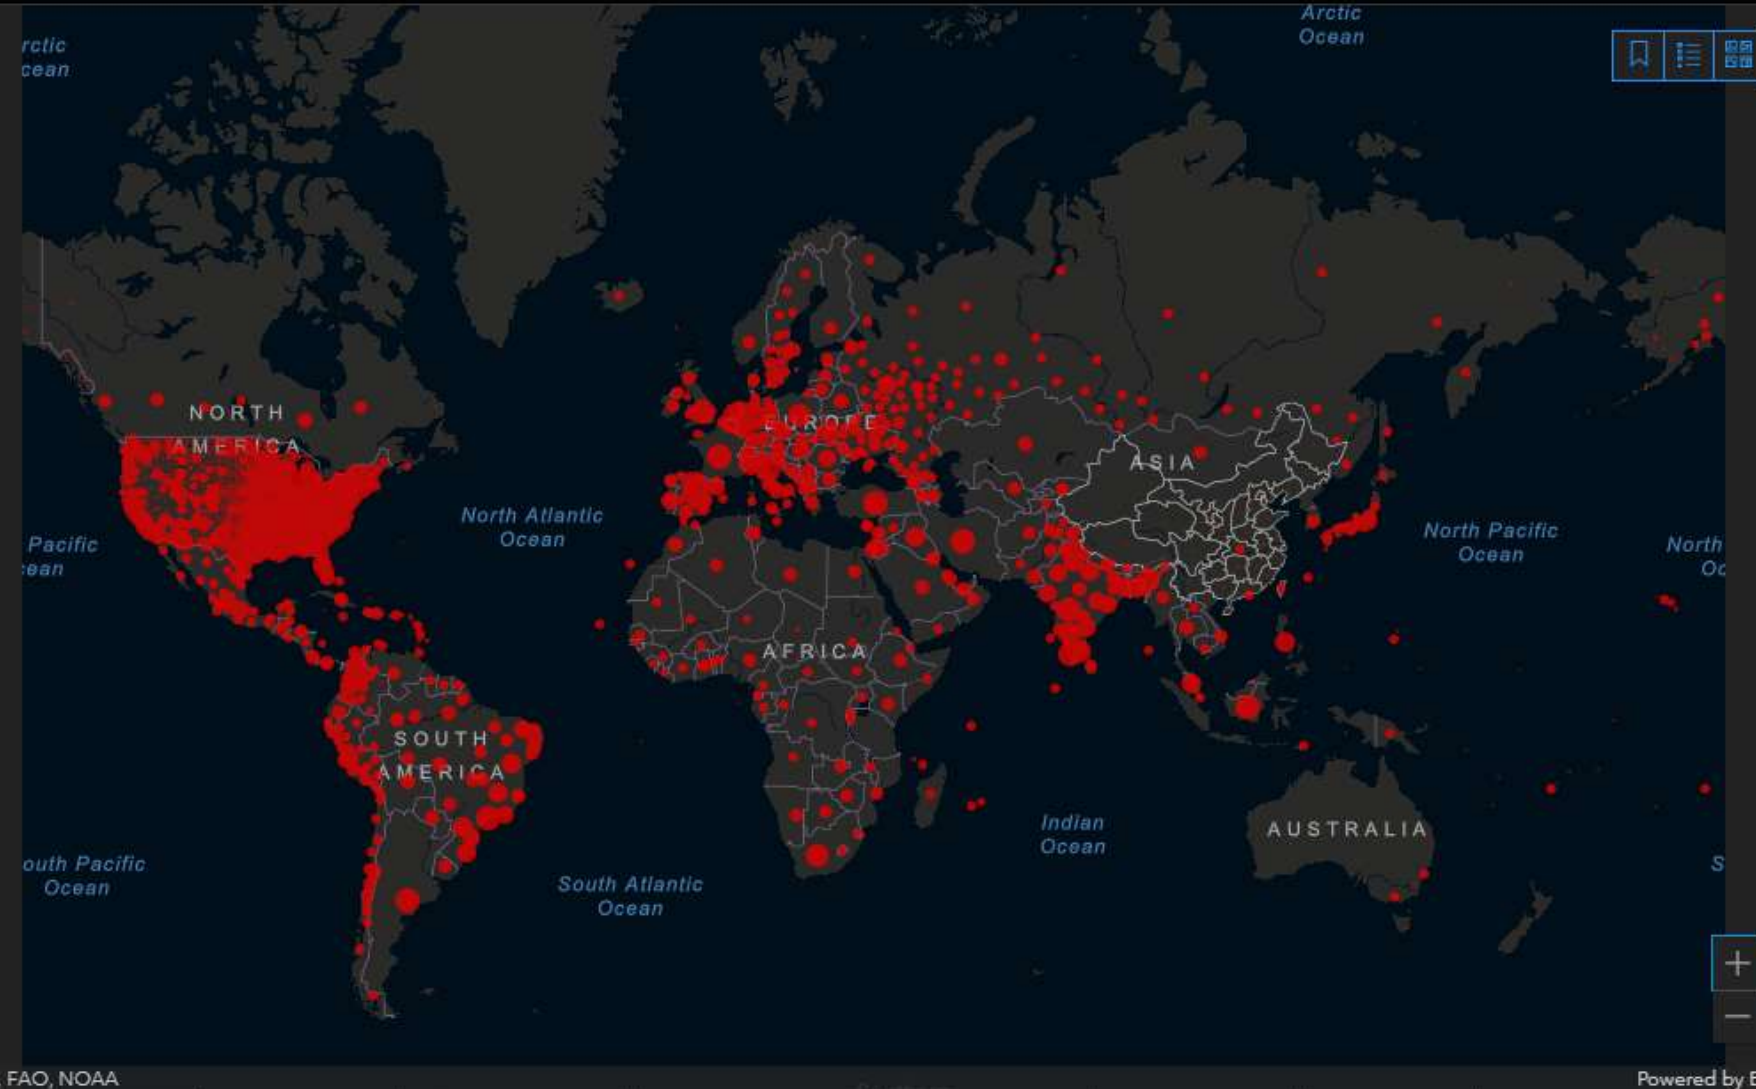 Arctic
Ocean
rctic
cean
NORTH
AMERICA
EUROPE
ASIA
North Atlantic
Ocean
North Pacific
Ocean
Pacific
ean
North
Oc
AFRICA
SOUTH
AMERICA
Indian
Ocean
AUSTRALIA
outh Pacific
Ocean
South Atlantic
Ocean
S
FAO, NOAA
Powered by E